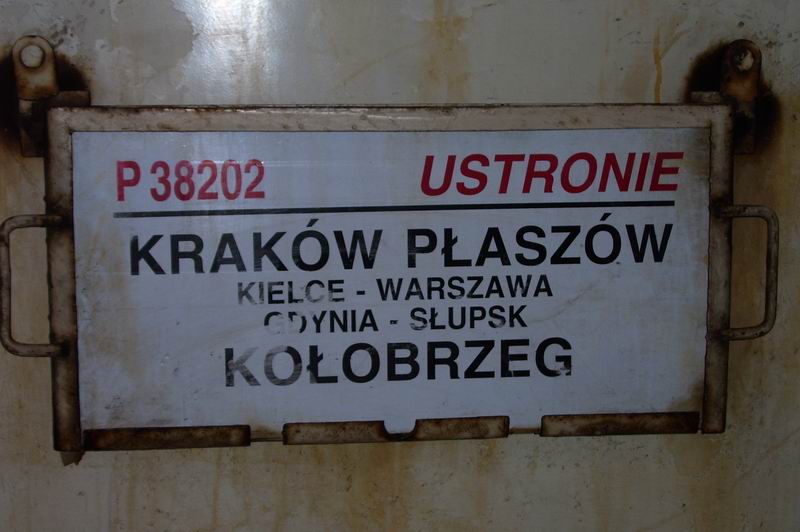 P 38202 USTRONIE
KRAKÓW PŁASZÓW
KIELCE - WARSZAWA
GDYNIA - SŁUPSK
KOŁOBRZEG